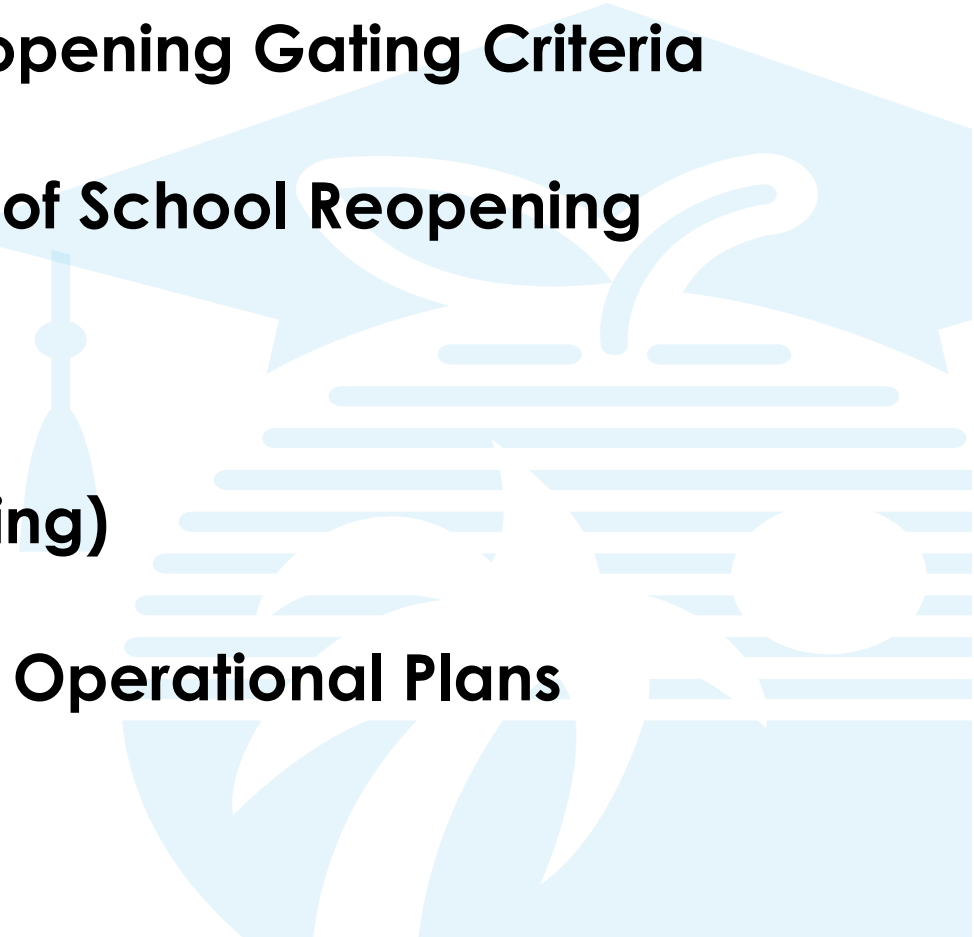 opening Gating Criteria
of School Reopening
ing)
Operational Plans